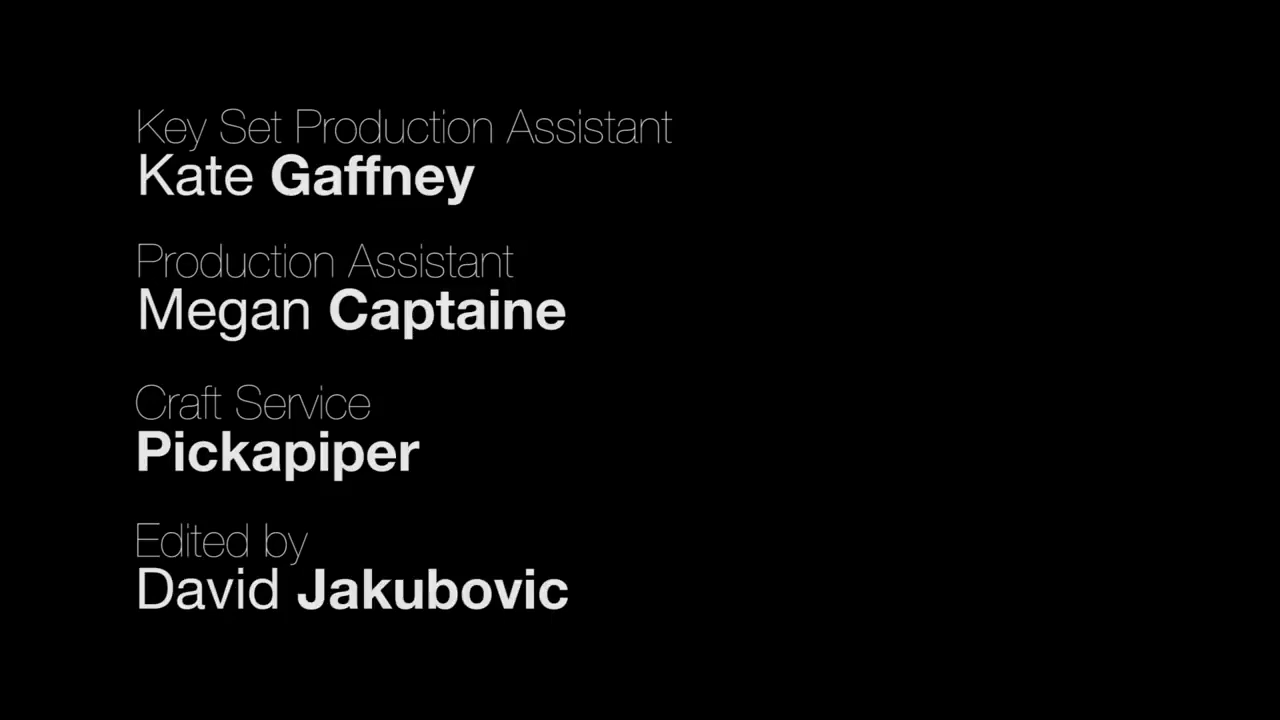 Key Set Production Assistant
Kate Gaffney
Production Assistant
Megan Captaine
Craft Service
Pickapiper
Edited by
David Jakubovic